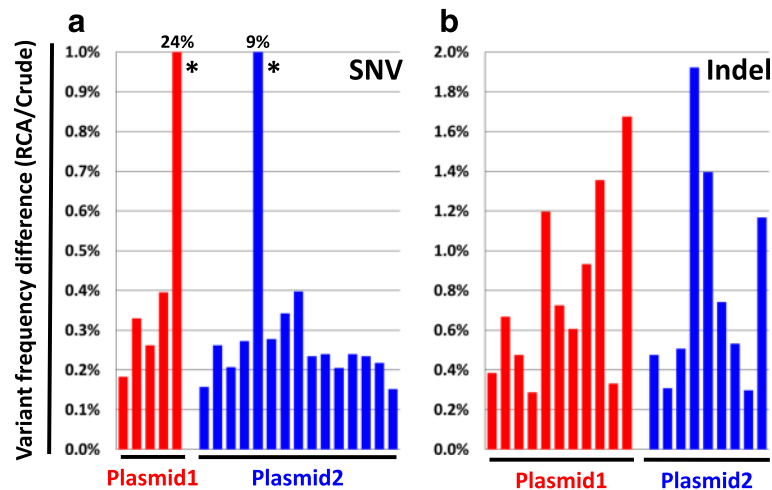 a
b
Variant frequency difference (RCA/Crude)
24%
9%
*
*
SNV
1.0%
0.9%
0.8%
0.7%
0.6%
0.5%
0.4%
0.3%
0.2%
0.1%
0.0%
Plasmid1
Plasmid2
Indel
2.0%
1.8%
1.6%
1.4%
1.2%
1.0%
0.8%
0.6%
0.4%
0.2%
0.0%
Plasmid1
Plasmid2